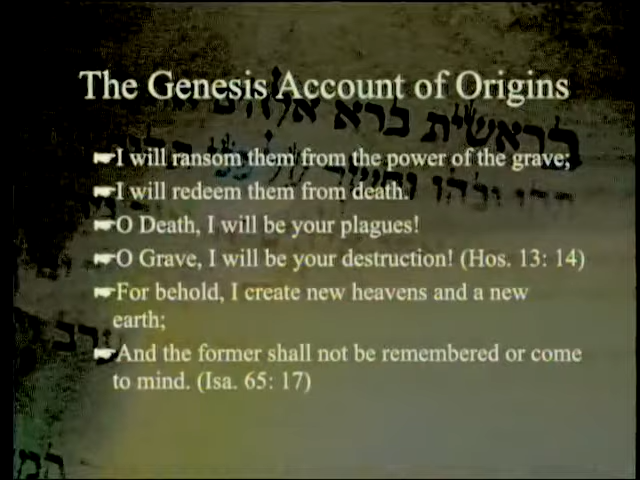 The Genesis Account of Origins
בראשית ברא אלהים
☛I will ransom them from the power of the grave;
☛I will redeem them from death.
☛O Death, I will be your plagues!
☛O Grave, I will be your destruction! (Hos. 13: 14)
☛For behold, I create new heavens and a new
earth;
☛And the former shall not be remembered or come
to mind. (Isa. 65: 17)